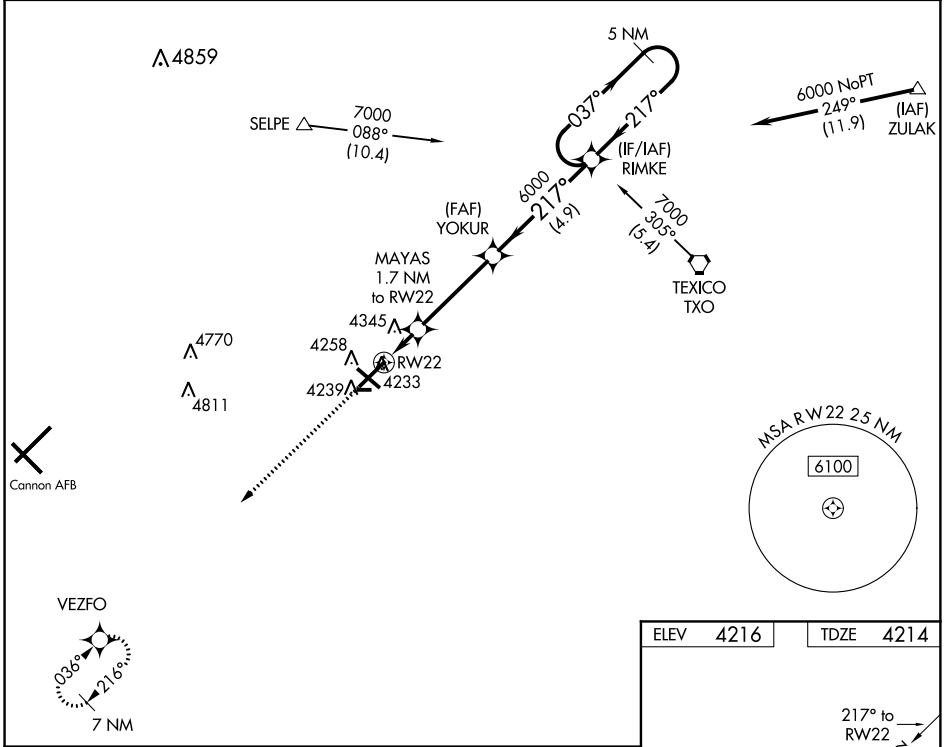 4859
5 NM
SELPE
7000
088°
(10.4)
037°
217°
6000 NoPT
249°
(11.9)
(IAF)
ZULAK
(IF/IAF)
RIMKE
6000
217°
(4.9)
(FAF)
YOKUR
7000
305°
(5.4)
TEXICO
TXO
MAYAS
1.7 NM
to RW22
4345
4770
4258
RW22
4233
4239
4811
Cannon AFB
MSA RW22 25 NM
6100
VEZFO
036°
216°
7 NM
ELEV 4216
TDZE 4214
217° to
RW22